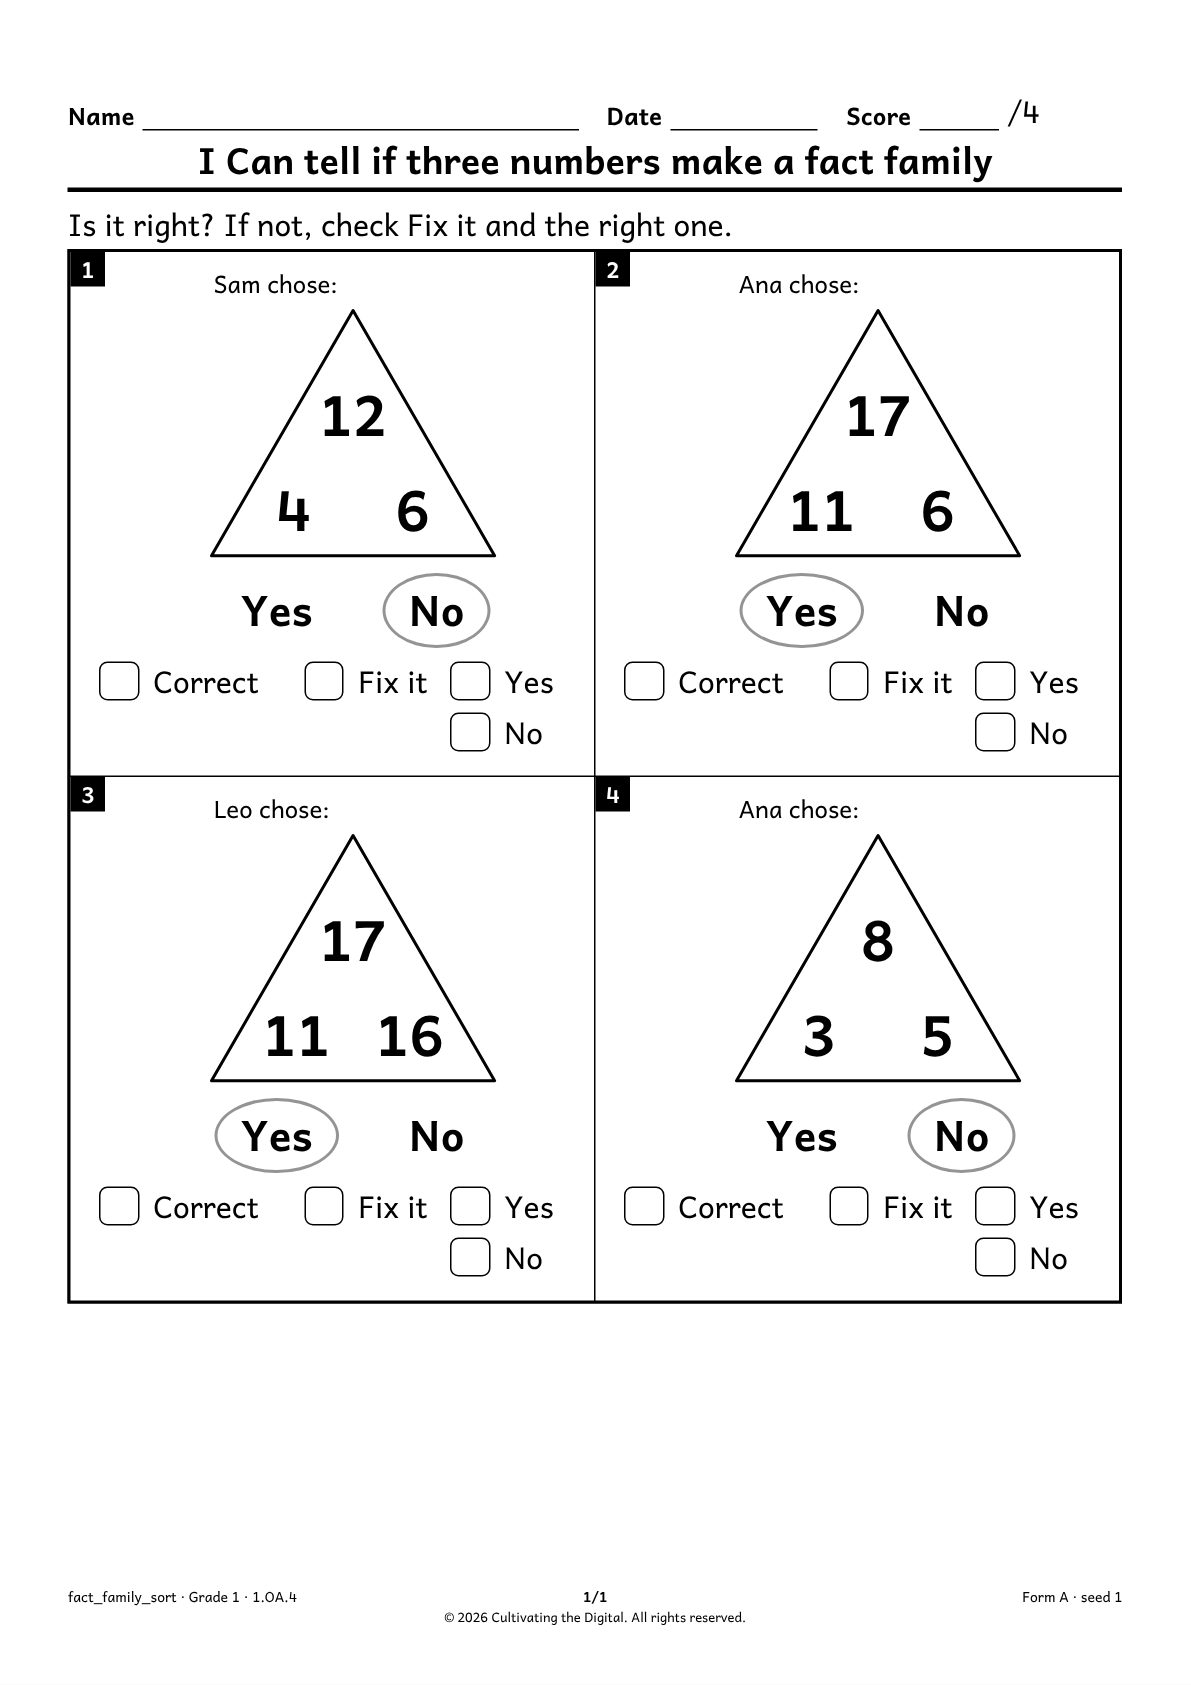 Name Date Score /4
I Can tell if three numbers make a fact family
Is it right? If not, check Fix it and the right one.
1
Sam chose:
12
4 6
Yes No
Correct Fix it Yes
No
2
Ana chose:
17
11 6
Yes No
Correct Fix it Yes
No
3
Leo chose:
17
11 16
Yes No
Correct Fix it Yes
No
4
Ana chose:
8
3 5
Yes No
Correct Fix it Yes
No
fact_family_sort · Grade 1 · 1.OA.4 1/1 Form A · seed 1
© 2026 Cultivating the Digital. All rights reserved.